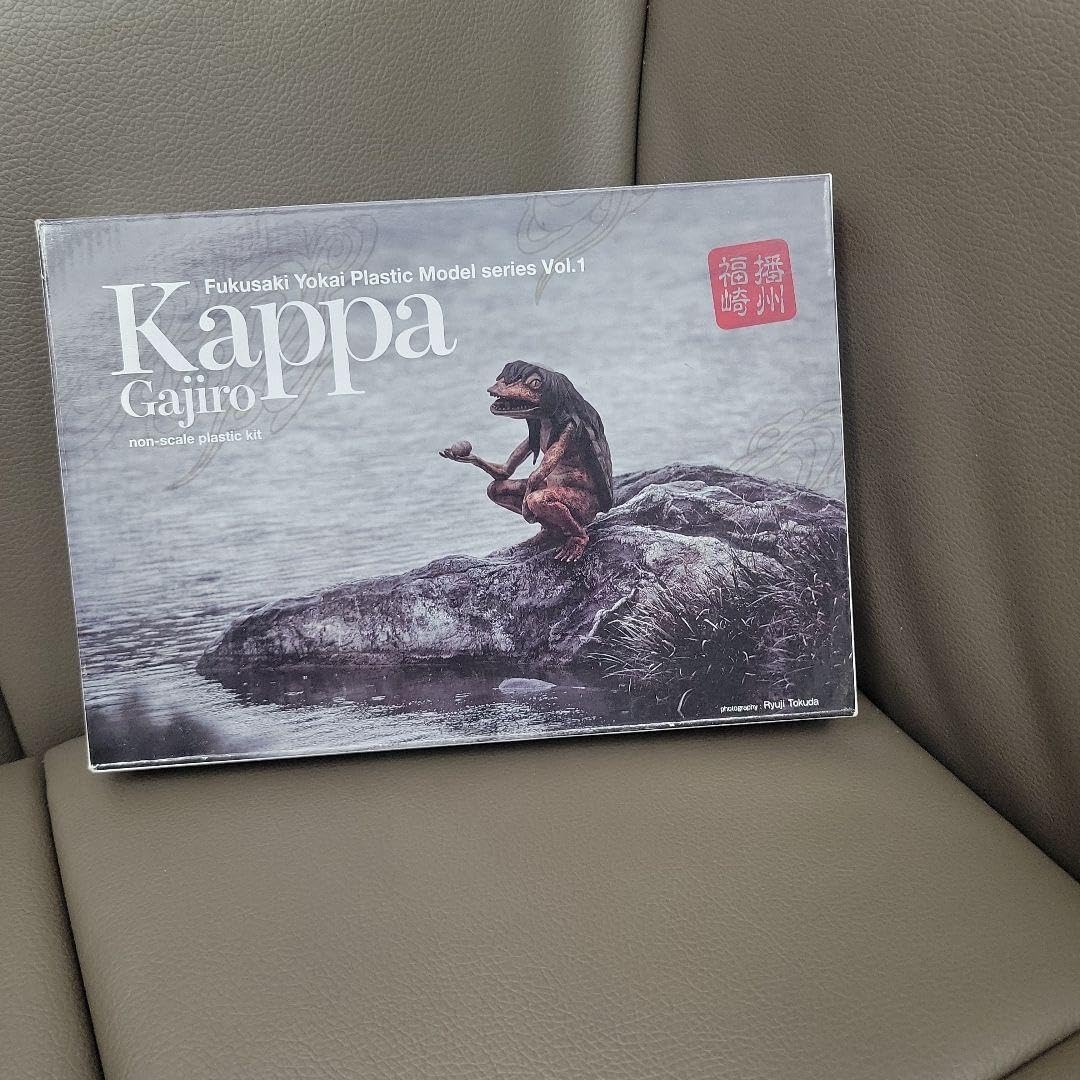 Fukusaki Yokai Plastic Model series Vol.1
Kappa
Gajiro
non-scale plastic kit
播州
福崎
photography : Ryuji Tokuda